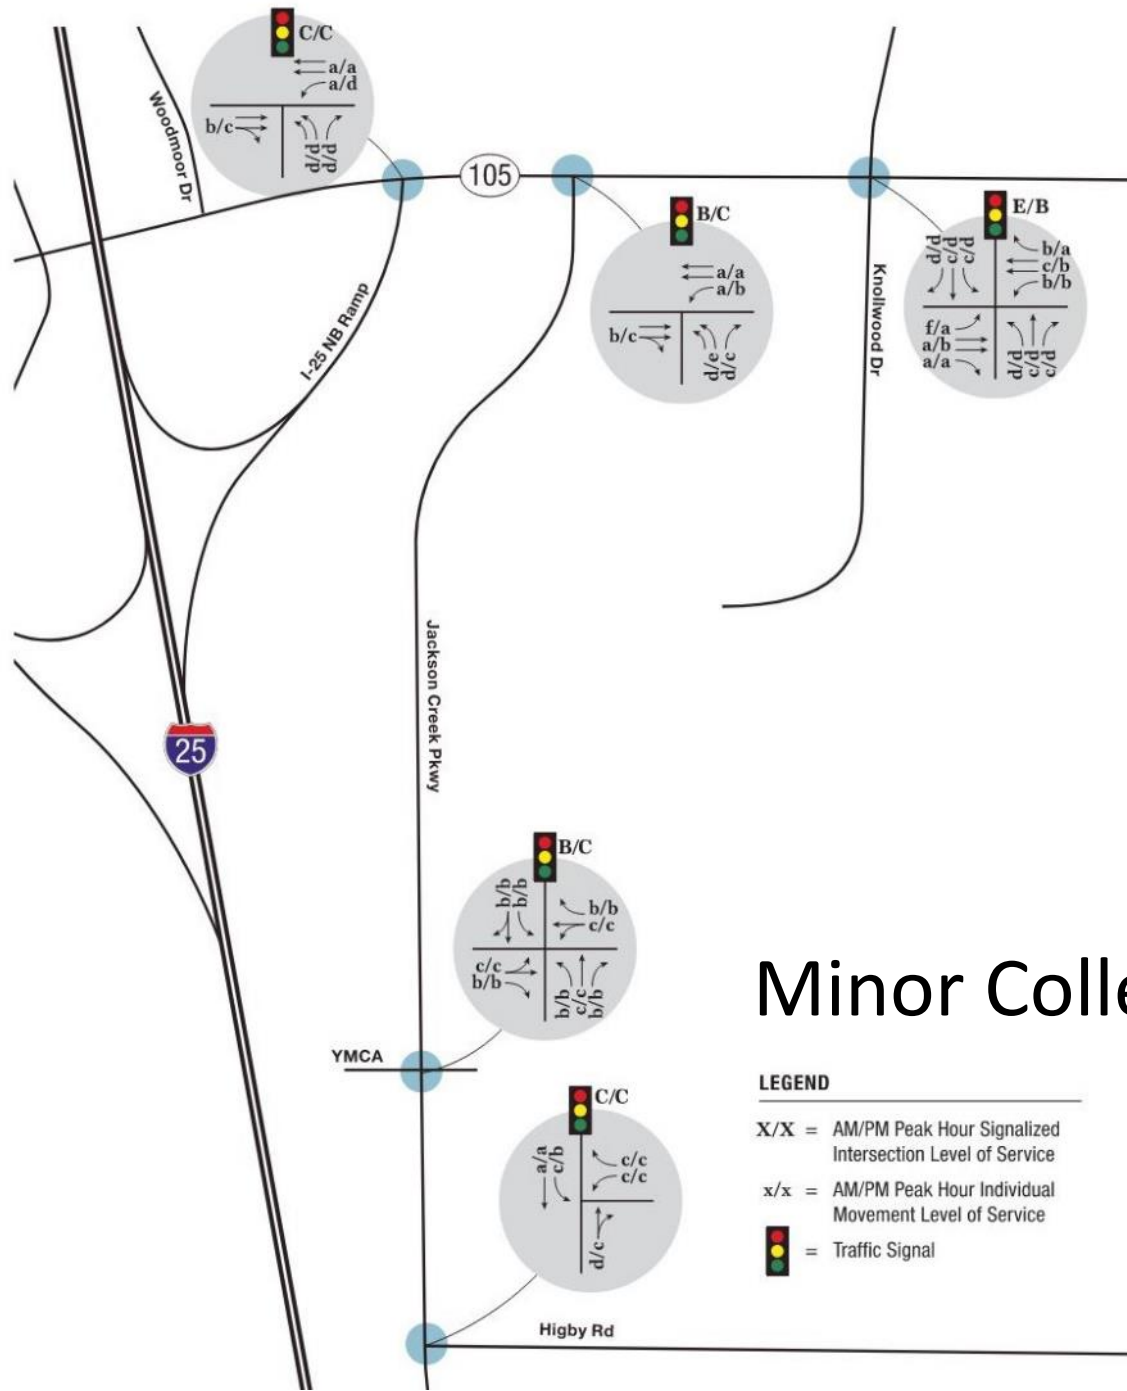 C/C
a/a
a/d
b/c
d/d
d/d
Woodmoor Dr
105
I-25 NB Ramp
B/C
a/a
a/b
b/c
d/e
d/c
E/B
d/d
c/d
c/d
b/a
c/b
b/b
f/a
a/b
a/a
d/d
c/d
c/d
Knollwood Dr
Jackson Creek Pkwy
25
B/C
b/b
b/b
b/b
c/c
c/c
b/b
b/b
c/c
b/b
YMCA
Minor Colle
C/C
a/a
c/b
c/c
c/c
d/c
Higby Rd
LEGEND
X/X = AM/PM Peak Hour Signalized
Intersection Level of Service
x/x = AM/PM Peak Hour Individual
Movement Level of Service
= Traffic Signal